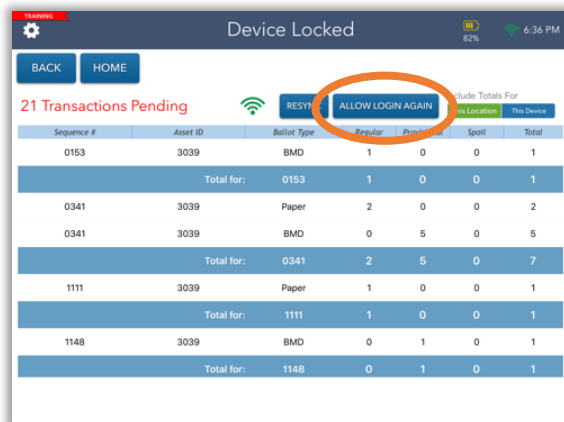 TRAINING
Device Locked
82%
6:36 PM
BACK HOME
21 Transactions Pending
ALLOW LOGIN AGAIN
Totals For
Location This Device
Sequence # Asset ID Ballot Type Regular Spoil Total
0153 3039 BMD 1 0 0 1
Total for: 0153 1 0 0 1
0341 3039 Paper 2 0 0 2
0341 3039 BMD 0 5 0 5
Total for: 0341 2 5 0 7
1111 3039 Paper 1 0 0 1
Total for: 1111 1 0 0 1
1148 3039 BMD 0 1 0 1
Total for: 1148 0 1 0 1